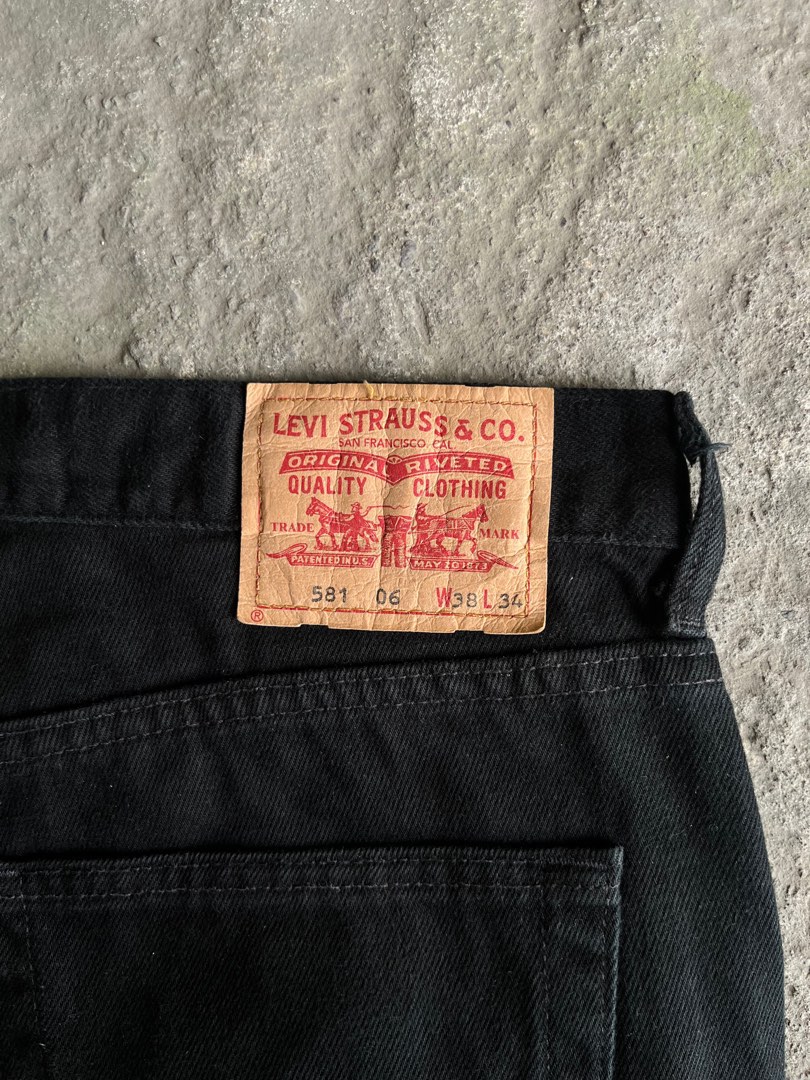 LEVI STRAUSS & CO.
SAN FRANCISCO, CAL
ORIGINAL RIVETED
QUALITY CLOTHING
TRADE MARK
PATENTED IN U.S. MAY 20 1873
581 06 W38 L 34
®